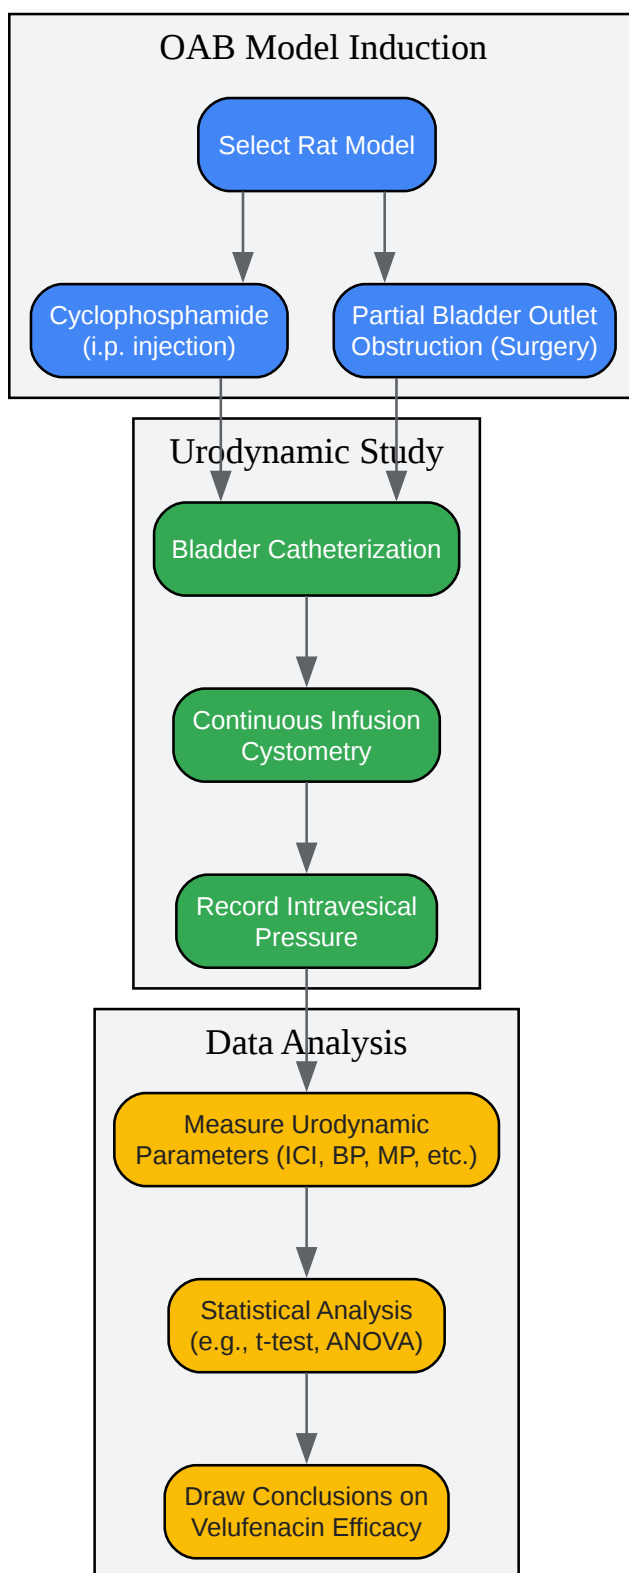 OAB Model Induction
Select Rat Model
Cyclophosphamide
(i.p. injection)
Partial Bladder Outlet
Obstruction (Surgery)
Urodynamic Study
Bladder Catheterization
Continuous Infusion
Cystometry
Record Intravesical
Pressure
Data Analysis
Measure Urodynamic
Parameters (ICI, BP, MP, etc.)
Statistical Analysis
(e.g., t-test, ANOVA)
Draw Conclusions on
Velufenacin Efficacy